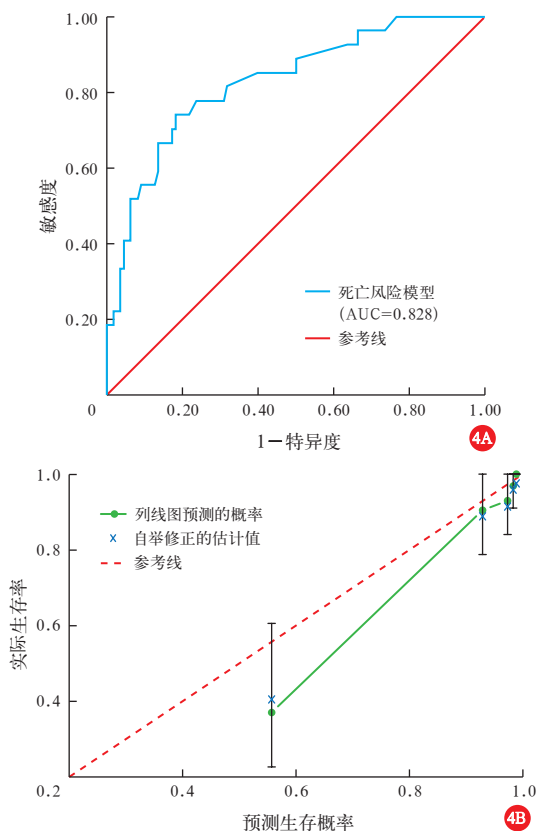 1.00
0.80
0.60
0.40
0.20
敏感度
死亡风险模型
(AUC=0.828)
参考线
0
0.20
0.40
0.60
0.80
1.00
1－特异度
4A
1.0
0.8
0.6
0.4
0.2
实际生存率
列线图预测的概率
自举修正的估计值
参考线
0.4
0.6
0.8
1.0
预测生存概率
4B